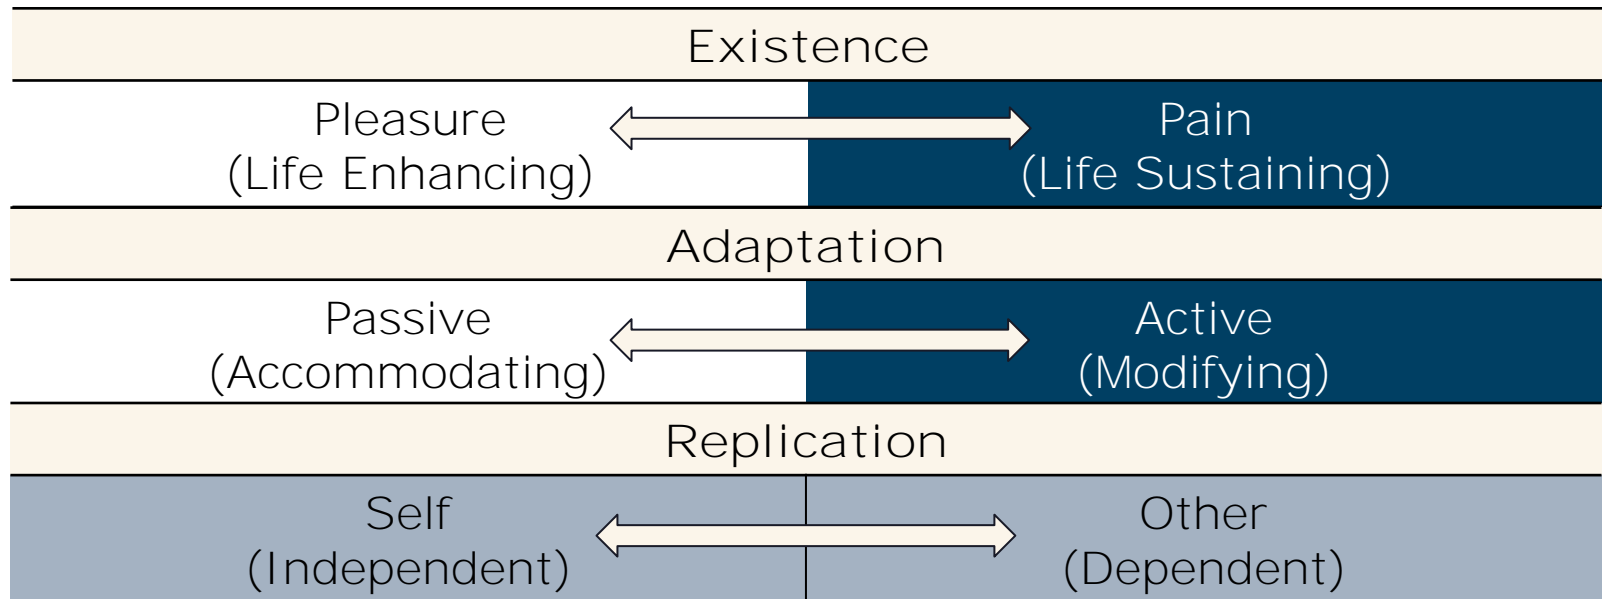 Existence
Pleasure
(Life Enhancing)
Pain
(Life Sustaining)
Adaptation
Passive
(Accommodating)
Active
(Modifying)
Replication
Self
(Independent)
Other
(Dependent)